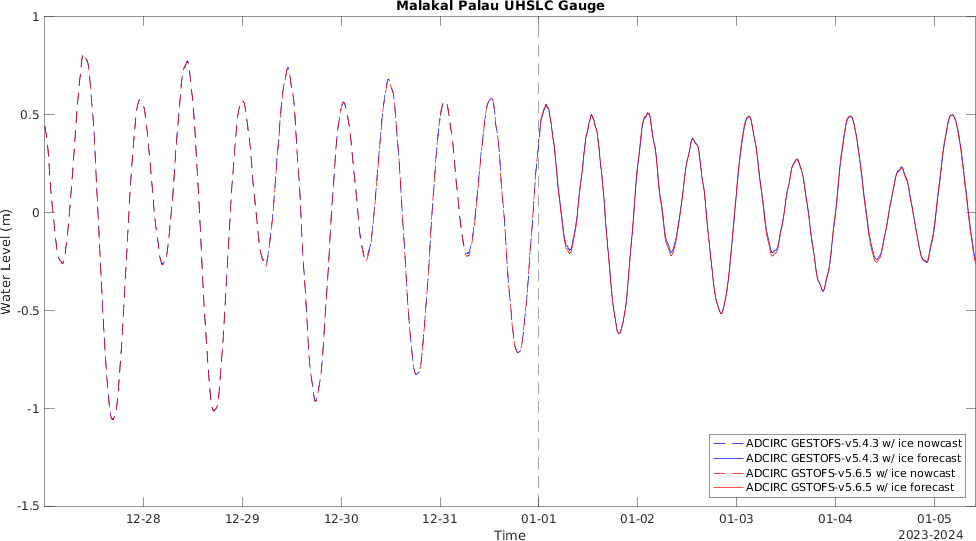 Malakal Palau UHSLC Gauge
1
0.5
0
-0.5
-1
-1.5
Water Level (m)
12-28
12-29
12-30
12-31
01-01
01-02
01-03
01-04
01-05
Time
2023-2024
ADCIRC GESTOFS-v5.4.3 w/ ice nowcast
ADCIRC GESTOFS-v5.4.3 w/ ice forecast
ADCIRC GSTOFS-v5.6.5 w/ ice nowcast
ADCIRC GSTOFS-v5.6.5 w/ ice forecast